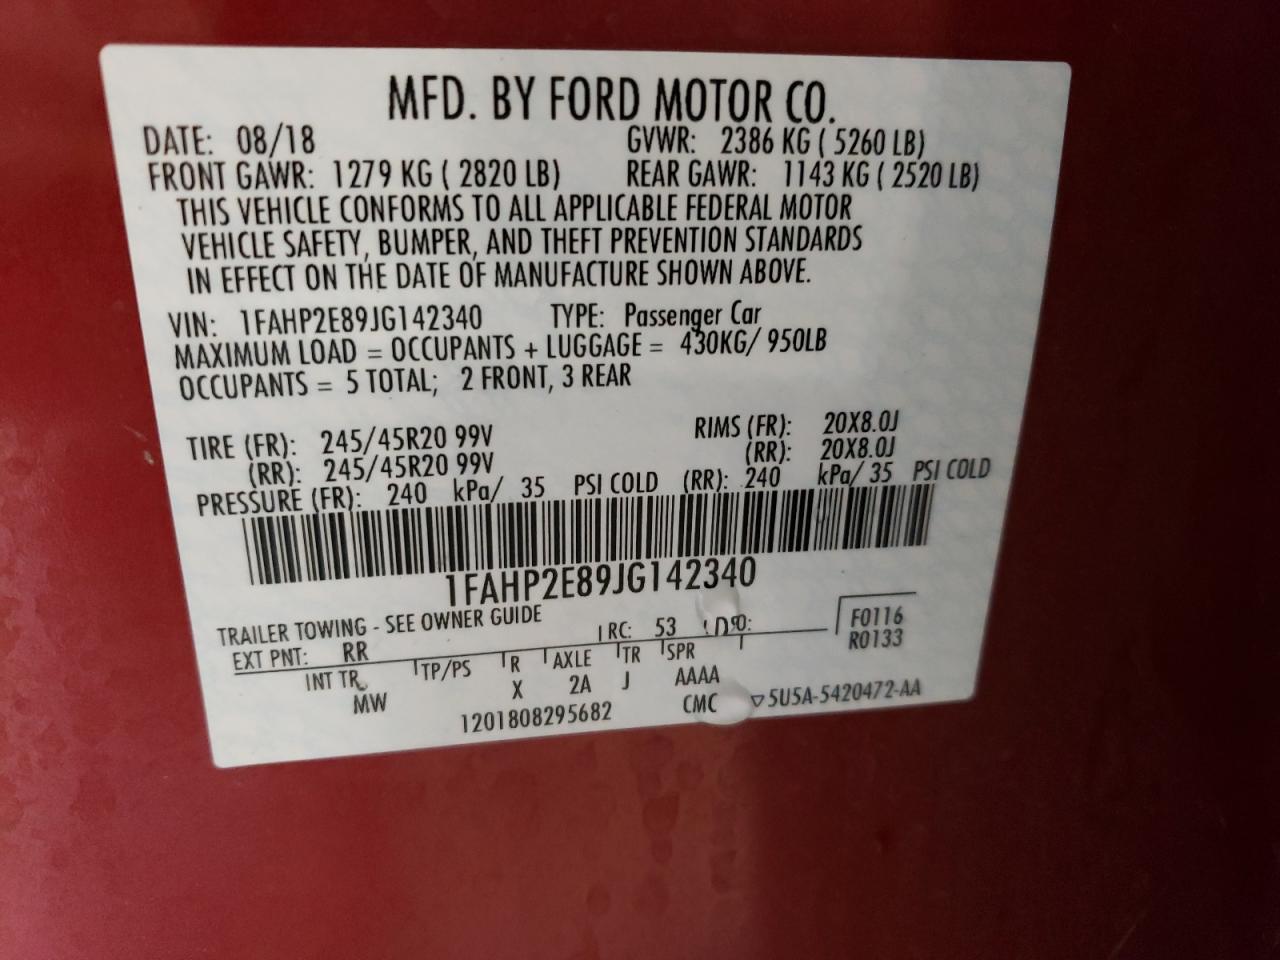 MFD. BY FORD MOTOR CO.
DATE: 08/18 GVWR: 2386 KG ( 5260 LB)
FRONT GAWR: 1279 KG ( 2820 LB) REAR GAWR: 1143 KG ( 2520 LB)
THIS VEHICLE CONFORMS TO ALL APPLICABLE FEDERAL MOTOR
VEHICLE SAFETY, BUMPER, AND THEFT PREVENTION STANDARDS
IN EFFECT ON THE DATE OF MANUFACTURE SHOWN ABOVE.
VIN: 1FAHP2E89JG142340 TYPE: Passenger Car
MAXIMUM LOAD = OCCUPANTS + LUGGAGE = 430KG/ 950LB
OCCUPANTS = 5 TOTAL; 2 FRONT, 3 REAR
TIRE (FR): 245/45R20 99V RIMS (FR): 20X8.0J
(RR): 245/45R20 99V (RR): 20X8.0J
PRESSURE (FR): 240 kPa/ 35 PSI COLD (RR): 240 kPa/ 35 PSI COLD
1FAHP2E89JG142340
TRAILER TOWING - SEE OWNER GUIDE
EXT PNT: RR RC: 53 F0116
R0133
INT TR TP/PS R AXLE TR SPR
MW X 2A J AAAA
1201808295682 CMC ▽5U5A-5420472-AA